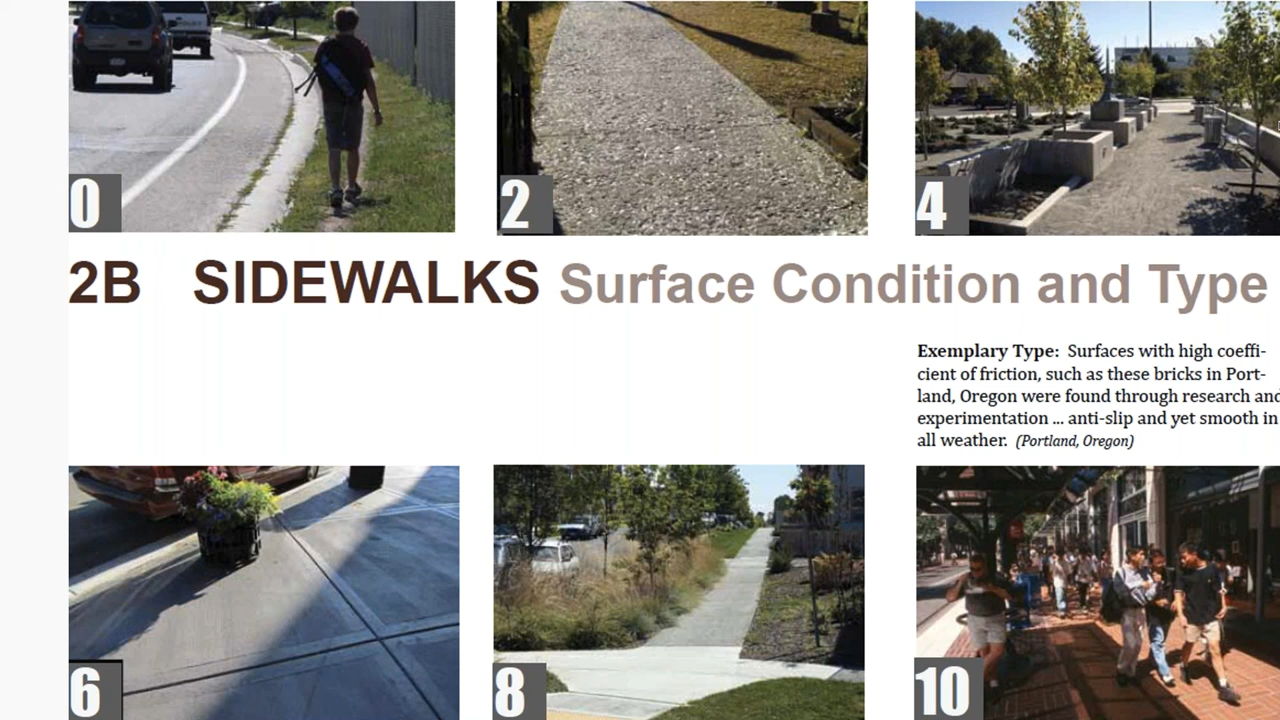 0
2
4
2B SIDEWALKS Surface Condition and Type
Exemplary Type: Surfaces with high coeffi-
cient of friction, such as these bricks in Port-
land, Oregon were found through research and
experimentation ... anti-slip and yet smooth in
all weather. (Portland, Oregon)
6
8
10